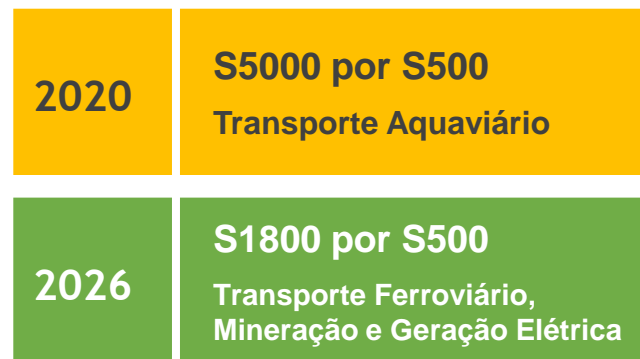 2020
S5000 por S500
Transporte Aquaviário
2026
S1800 por S500
Transporte Ferroviário,
Mineração e Geração Elétrica